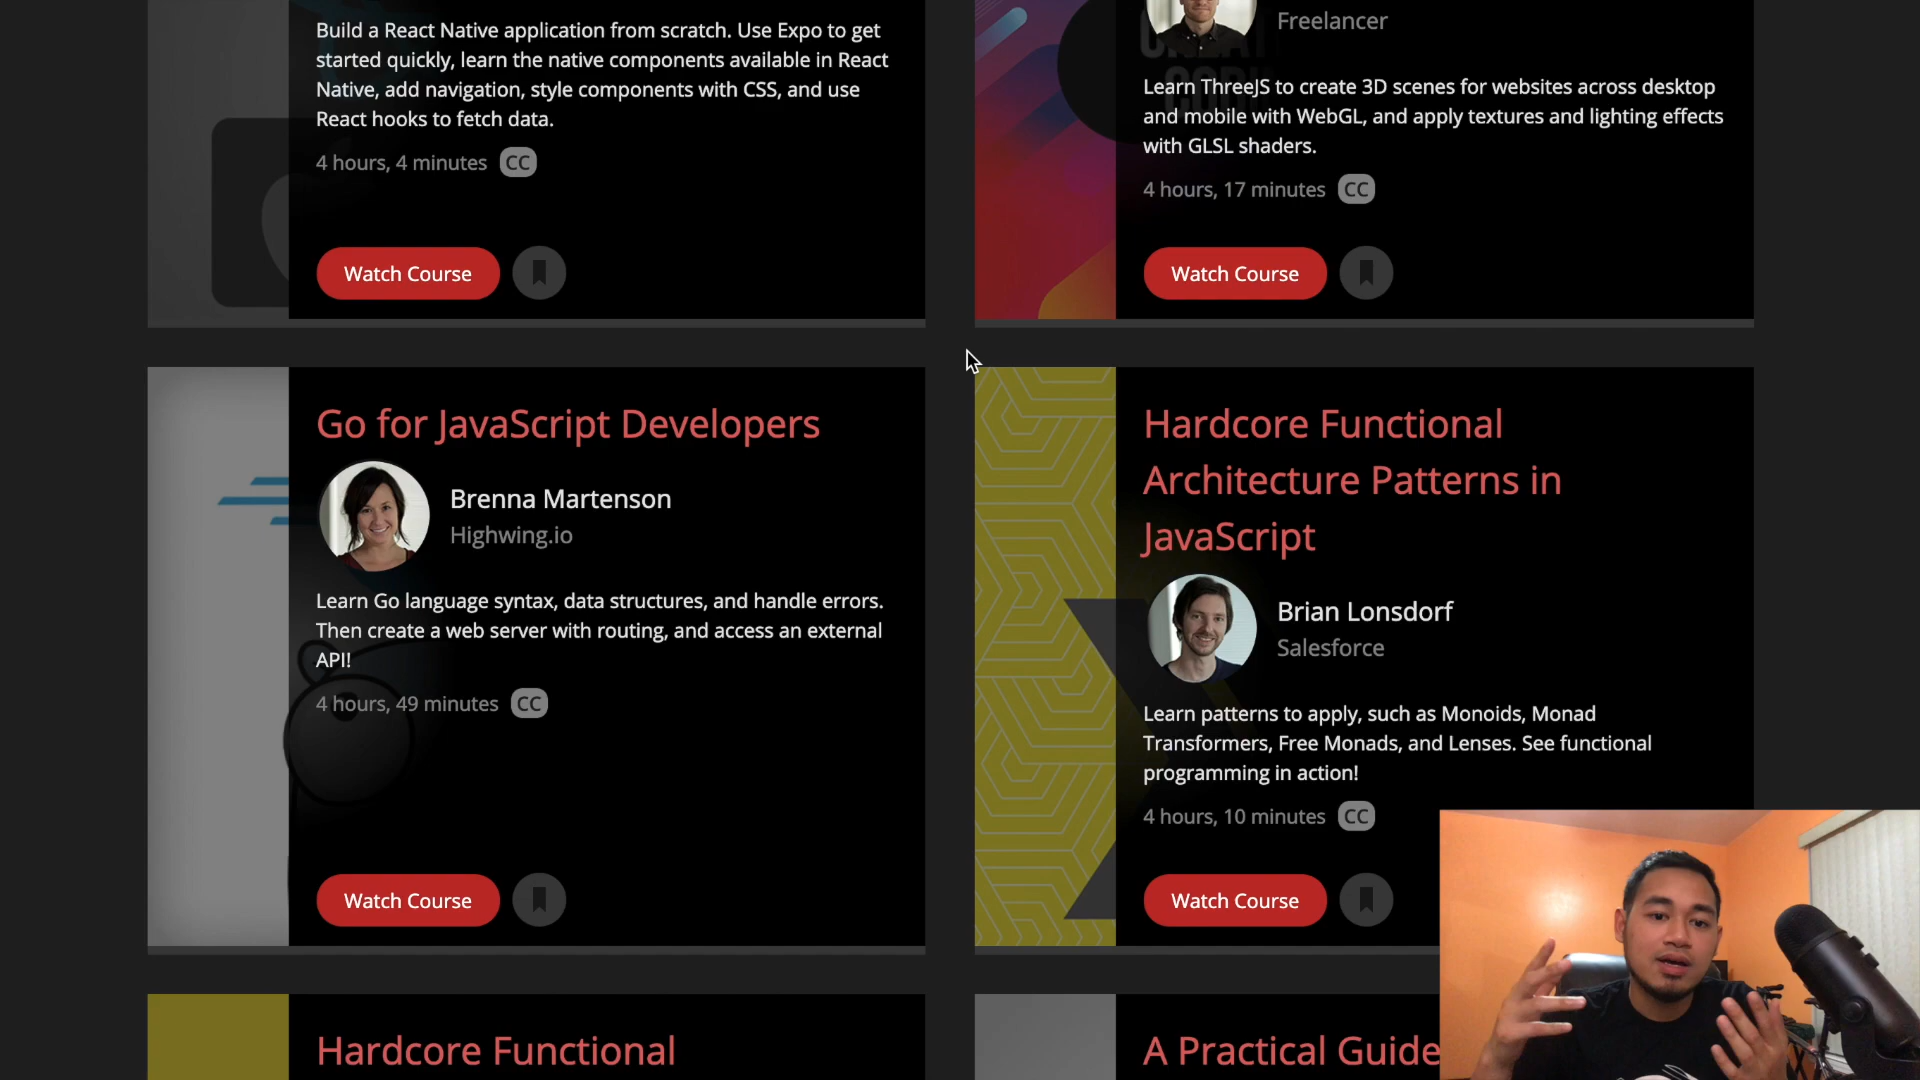 Build a React Native application from scratch. Use Expo to get
started quickly, learn the native components available in React
Native, add navigation, style components with CSS, and use
React hooks to fetch data.
4 hours, 4 minutes CC
Watch Course
Freelancer
Learn ThreeJS to create 3D scenes for websites across desktop
and mobile with WebGL, and apply textures and lighting effects
with GLSL shaders.
4 hours, 17 minutes CC
Watch Course
Go for JavaScript Developers
Brenna Martenson
Highwing.io
Learn Go language syntax, data structures, and handle errors.
Then create a web server with routing, and access an external
API!
4 hours, 49 minutes CC
Watch Course
Hardcore Functional
Architecture Patterns in
JavaScript
Brian Lonsdorf
Salesforce
Learn patterns to apply, such as Monoids, Monad
Transformers, Free Monads, and Lenses. See functional
programming in action!
4 hours, 10 minutes CC
Watch Course
Hardcore Functional
A Practical Guide